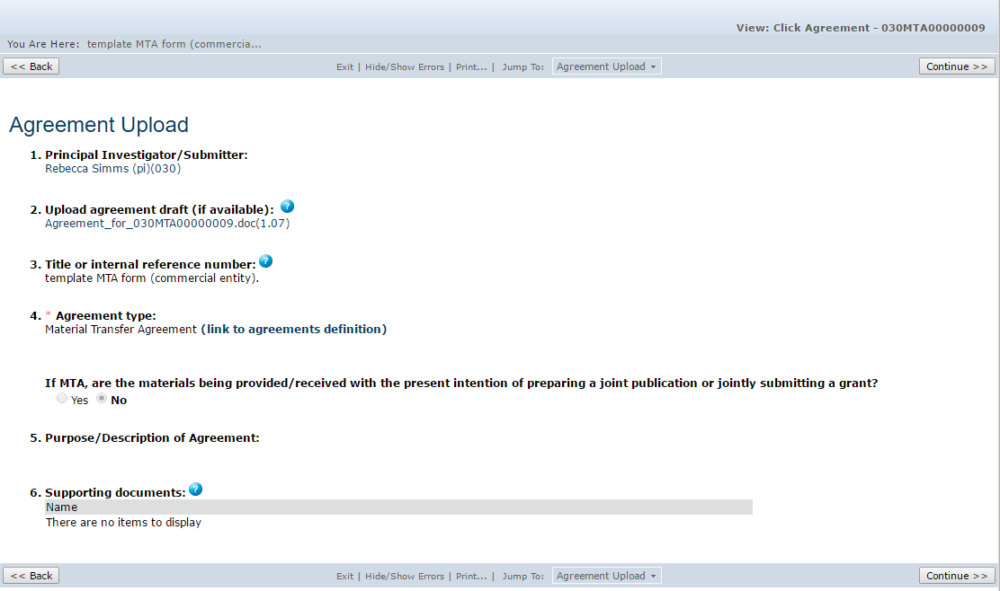 View: Click Agreement - 030MTA00000009
You Are Here: template MTA form (commercia...
<< Back
Exit | Hide/Show Errors | Print... | Jump To: Agreement Upload
Continue >>
Agreement Upload
1. Principal Investigator/Submitter:
Rebecca Simms (pi)(030)
2. Upload agreement draft (if available): ?
Agreement_for_030MTA00000009.doc(1.07)
3. Title or internal reference number: ?
template MTA form (commercial entity).
4. * Agreement type:
Material Transfer Agreement (link to agreements definition)
If MTA, are the materials being provided/received with the present intention of preparing a joint publication or jointly submitting a grant?
Yes No
5. Purpose/Description of Agreement:
6. Supporting documents: ?
Name
There are no items to display
<< Back
Exit | Hide/Show Errors | Print... | Jump To: Agreement Upload
Continue >>